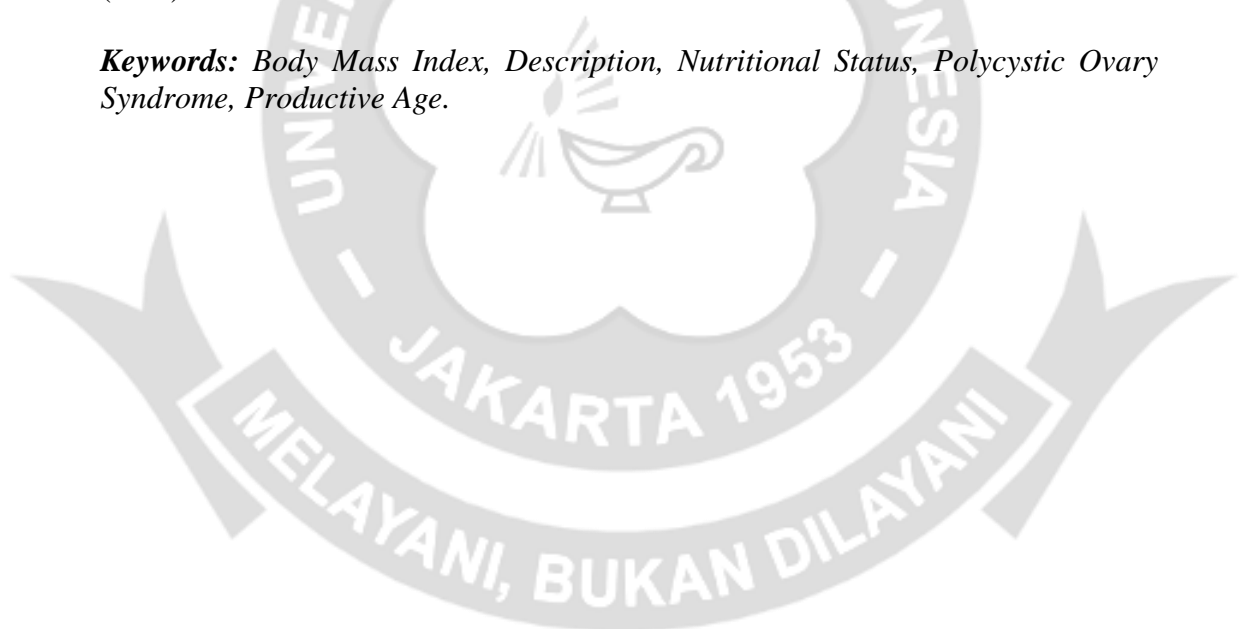 Keywords: Body Mass Index, Description, Nutritional Status, Polycystic Ovary
Syndrome, Productive Age.
JAKARTA 1953
MELAYANI, BUKAN DILAYANI